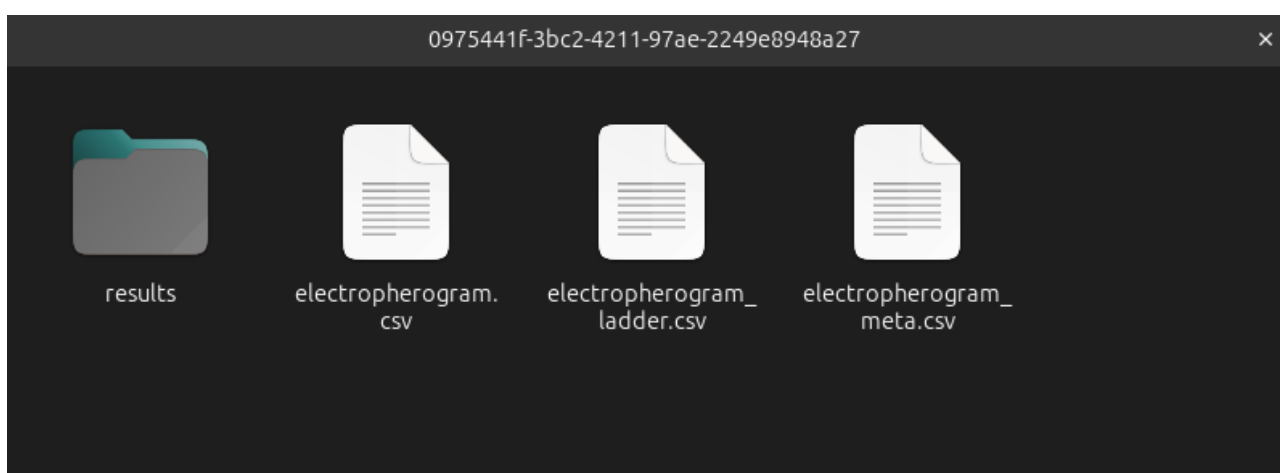 0975441f-3bc2-4211-97ae-2249e8948a27
×
results
electropherogram.
csv
electropherogram_
ladder.csv
electropherogram_
meta.csv